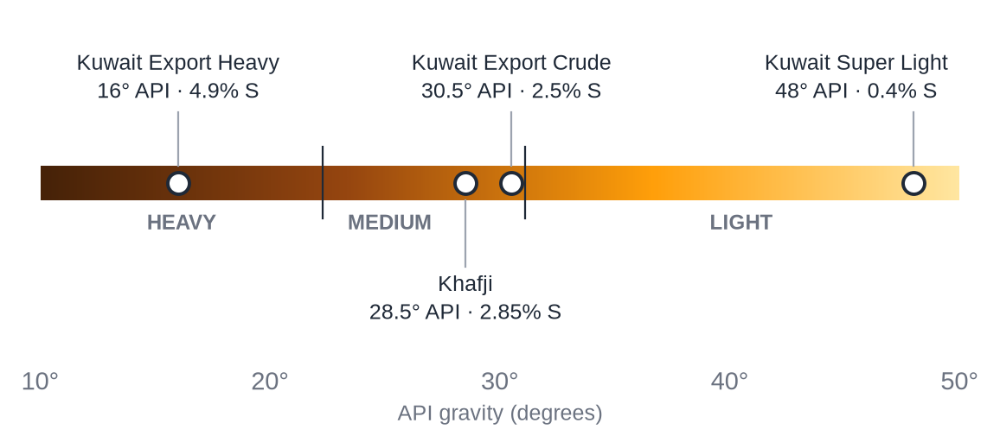 Kuwait Export Heavy
16° API · 4.9% S
Kuwait Export Crude
30.5° API · 2.5% S
Kuwait Super Light
48° API · 0.4% S
HEAVY
MEDIUM
LIGHT
Khafji
28.5° API · 2.85% S
10°
20°
30°
40°
50°
API gravity (degrees)